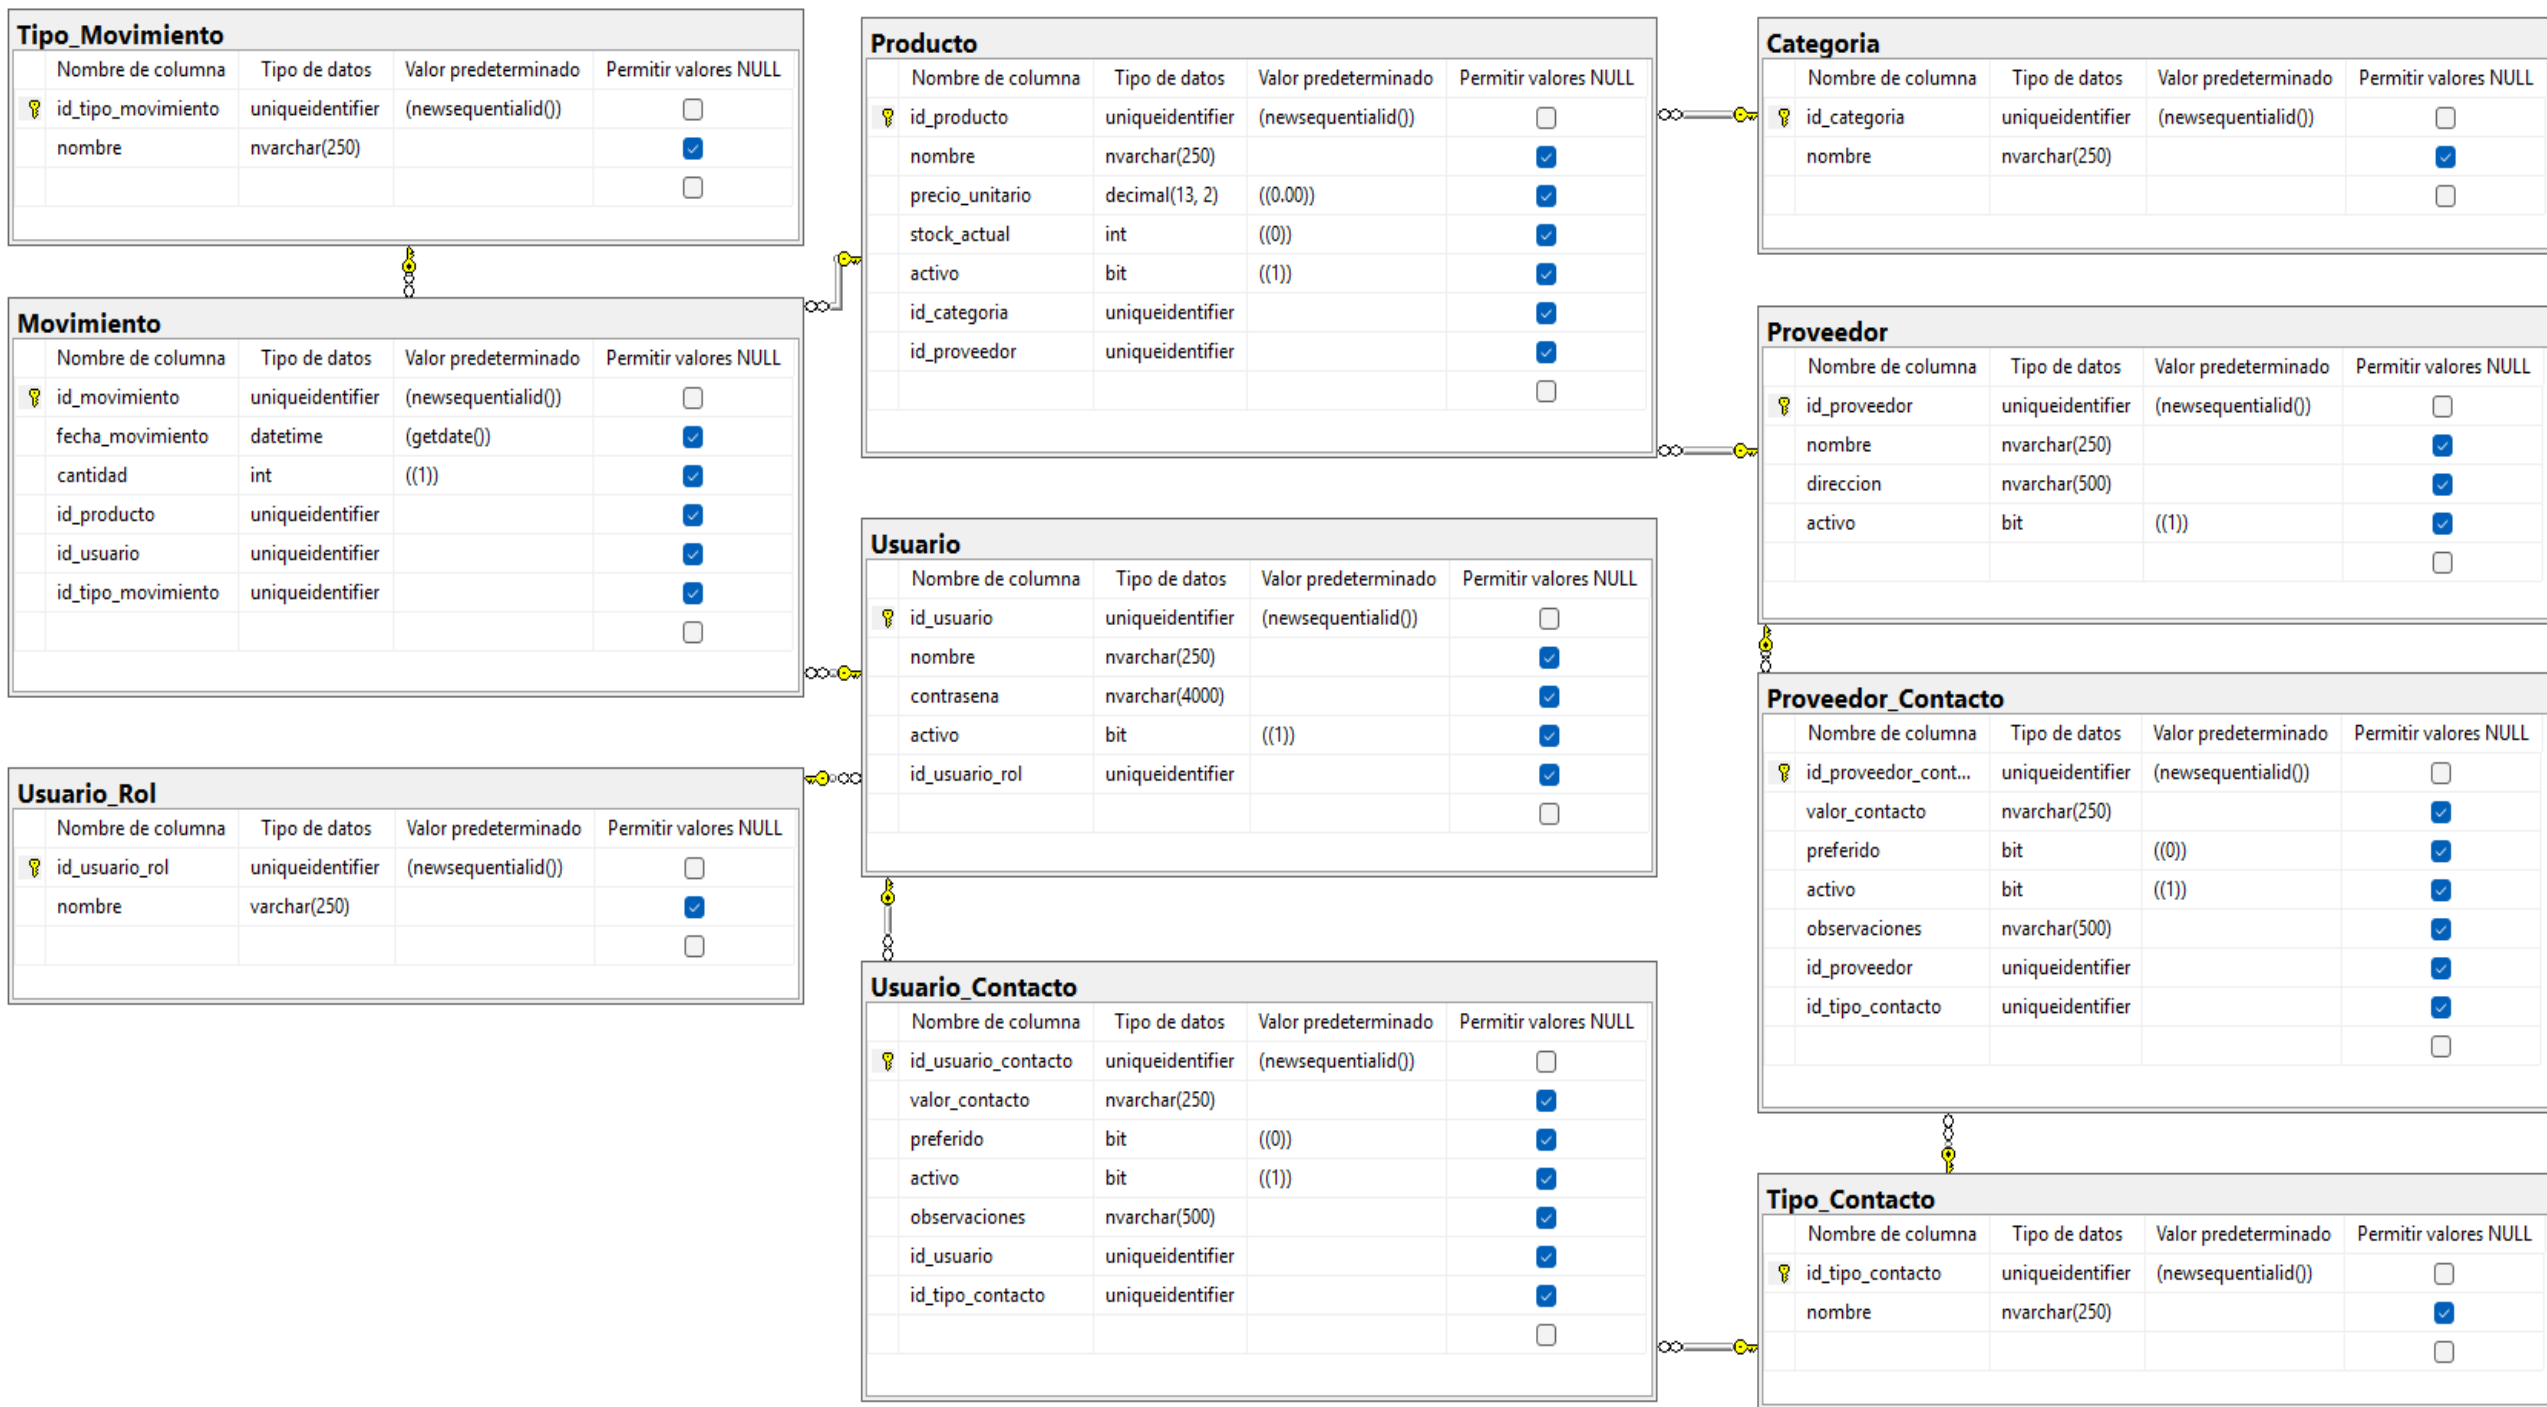 Tipo_Movimiento
Nombre de columna Tipo de datos Valor predeterminado Permitir valores NULL
id_tipo_movimiento uniqueidentifier (newsequentialid())
nombre nvarchar(250)
Movimiento
Nombre de columna Tipo de datos Valor predeterminado Permitir valores NULL
id_movimiento uniqueidentifier (newsequentialid())
fecha_movimiento datetime (getdate())
cantidad int ((1))
id_producto uniqueidentifier
id_usuario uniqueidentifier
id_tipo_movimiento uniqueidentifier
Usuario_Rol
Nombre de columna Tipo de datos Valor predeterminado Permitir valores NULL
id_usuario_rol uniqueidentifier (newsequentialid())
nombre varchar(250)
Producto
Nombre de columna Tipo de datos Valor predeterminado Permitir valores NULL
id_producto uniqueidentifier (newsequentialid())
nombre nvarchar(250)
precio_unitario decimal(13, 2) ((0.00))
stock_actual int ((0))
activo bit ((1))
id_categoria uniqueidentifier
id_proveedor uniqueidentifier
Usuario
Nombre de columna Tipo de datos Valor predeterminado Permitir valores NULL
id_usuario uniqueidentifier (newsequentialid())
nombre nvarchar(250)
contrasena nvarchar(4000)
activo bit ((1))
id_usuario_rol uniqueidentifier
Usuario_Contacto
Nombre de columna Tipo de datos Valor predeterminado Permitir valores NULL
id_usuario_contacto uniqueidentifier (newsequentialid())
valor_contacto nvarchar(250)
preferido bit ((0))
activo bit ((1))
observaciones nvarchar(500)
id_usuario uniqueidentifier
id_tipo_contacto uniqueidentifier
Categoria
Nombre de columna Tipo de datos Valor predeterminado Permitir valores NULL
id_categoria uniqueidentifier (newsequentialid())
nombre nvarchar(250)
Proveedor
Nombre de columna Tipo de datos Valor predeterminado Permitir valores NULL
id_proveedor uniqueidentifier (newsequentialid())
nombre nvarchar(250)
direccion nvarchar(500)
activo bit ((1))
Proveedor_Contacto
Nombre de columna Tipo de datos Valor predeterminado Permitir valores NULL
id_proveedor_cont... uniqueidentifier (newsequentialid())
valor_contacto nvarchar(250)
preferido bit ((0))
activo bit ((1))
observaciones nvarchar(500)
id_proveedor uniqueidentifier
id_tipo_contacto uniqueidentifier
Tipo_Contacto
Nombre de columna Tipo de datos Valor predeterminado Permitir valores NULL
id_tipo_contacto uniqueidentifier (newsequentialid())
nombre nvarchar(250)